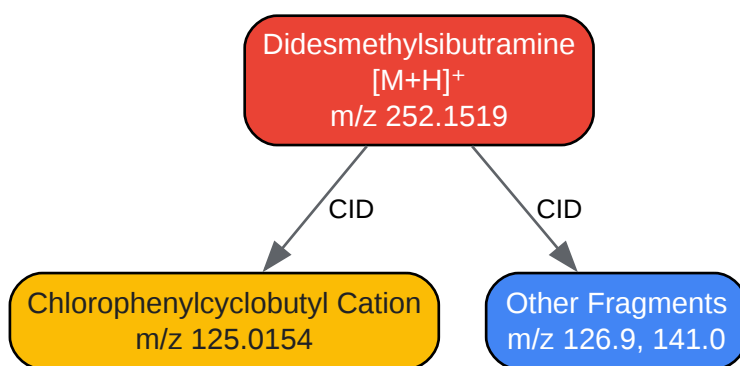 Didesmethylsibutramine
[M+H]⁺
m/z 252.1519
CID
CID
Chlorophenylcyclobutyl Cation
m/z 125.0154
Other Fragments
m/z 126.9, 141.0